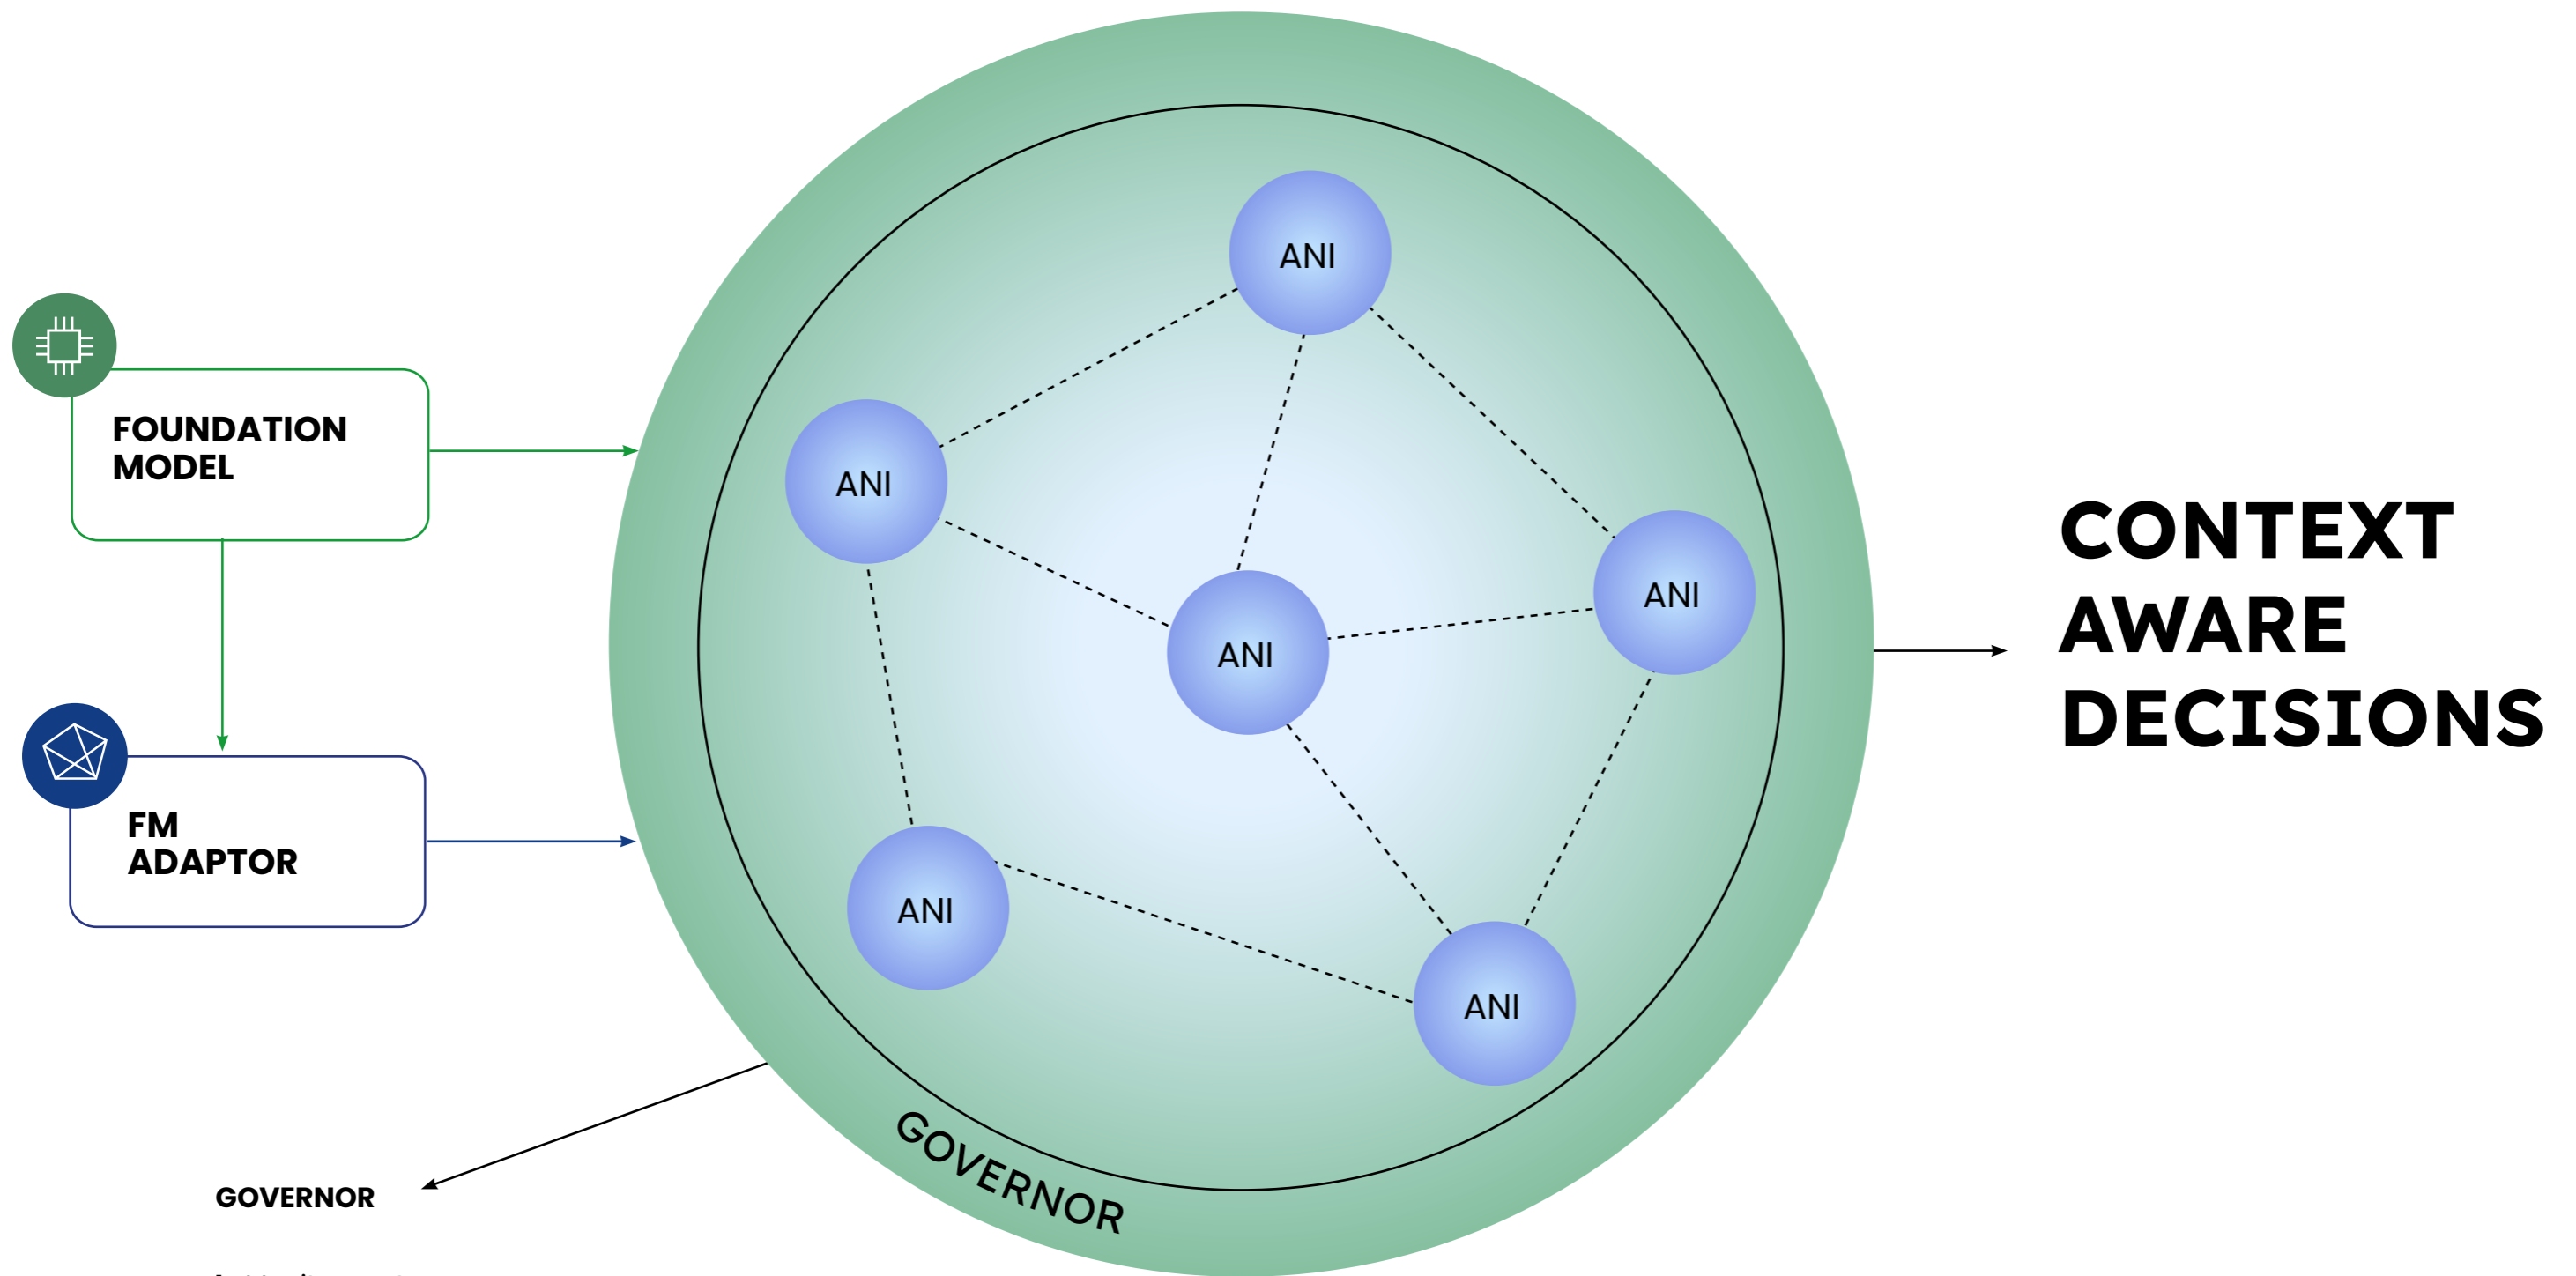 FOUNDATION
MODEL
FM
ADAPTOR
ANI
ANI
ANI
ANI
ANI
ANI
GOVERNOR
GOVERNOR
CONTEXT
AWARE
DECISIONS